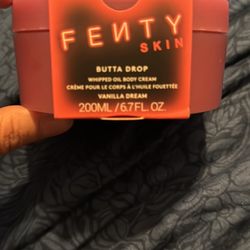 FENTY
SKIN
BUTTA DROP
WHIPPED OIL BODY CREAM
CRÈME POUR LE CORPS À L'HUILE FOUETTÉE
VANILLA DREAM
200ML / 6.7FL. OZ.